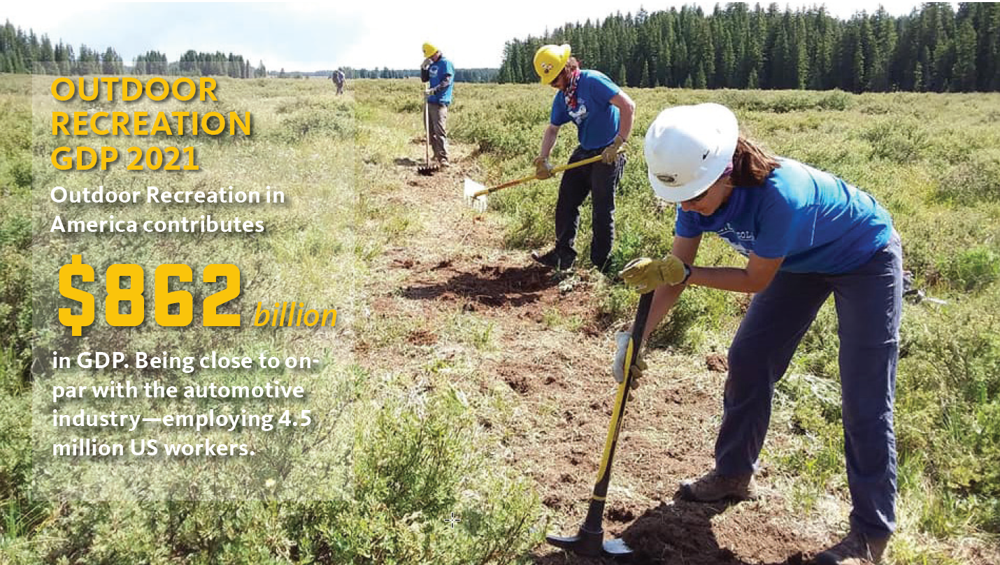 OUTDOOR
RECREATION
GDP 2021
Outdoor Recreation in
America contributes
$862 billion
in GDP. Being close to on-
par with the automotive
industry—employing 4.5
million US workers.